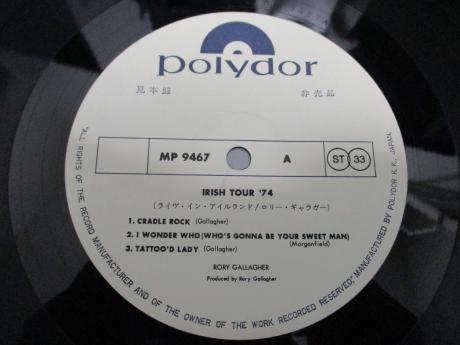 polydor
見本盤 非売品
MP 9467 A ST 33
IRISH TOUR '74
(ライヴ・イン・アイルランド/ロリー・ギャラガー)
1. CRADLE ROCK (Gallagher)
2. I WONDER WHO (WHO'S GONNA BE YOUR SWEET MAN)
(Morganfield)
3. TATTOO'D LADY (Gallagher)
RORY GALLAGHER
Produced by Rory Gallagher
"ALL RIGHTS OF THE RECORD MANUFACTURER AND OF THE OWNER OF THE WORK RECORDED RESERVED." MANUFACTURED BY POLYDOR K. K., JAPAN.